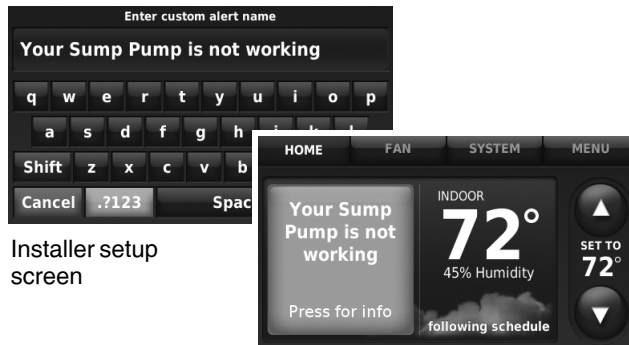 Enter custom alert name
Your Sump Pump is not working
q w e r t y u i o p
a s d f g h
Shift z x c v b
Cancel .?123 Spac
Installer setup
screen
HOME FAN SYSTEM MENU
Your Sump
Pump is not
working
Press for info
INDOOR
72°
45% Humidity
following schedule
SET TO
72°